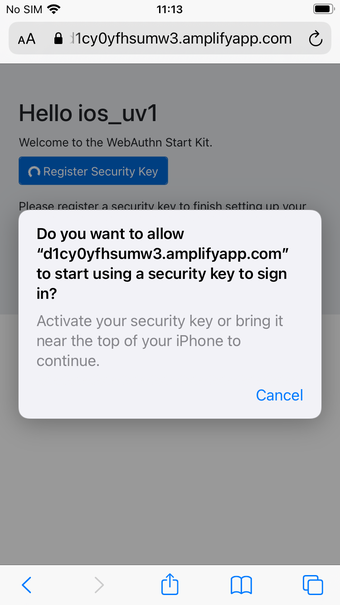 No SIM 11:13
AA d1cy0yfhsumw3.amplifyapp.com
Hello ios_uv1
Welcome to the WebAuthn Start Kit.
Register Security Key
Please register a security key to finish setting up your
Do you want to allow
“d1cy0yfhsumw3.amplifyapp.com”
to start using a security key to sign
in?
Activate your security key or bring it
near the top of your iPhone to
continue.
Cancel